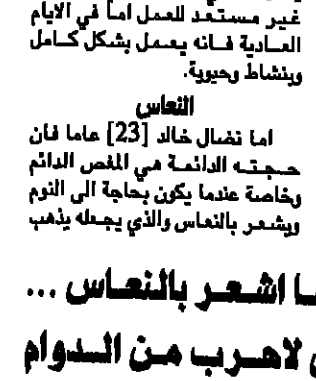 غير مستعد للعمل اما في الايام
العادية فانه يعمل بشكل كامل
وبنشاط وحيوية.
النعاس
اما نضال خالد [23] عاما فان
حجته الدائمة هي المغص الدائم
وخاصة عندما يكون بحاجة الى النوم
ويشعر بالنعاس والذي يجعله يذهب
اشعر بالنعاس ...
لاهرب من الدوام